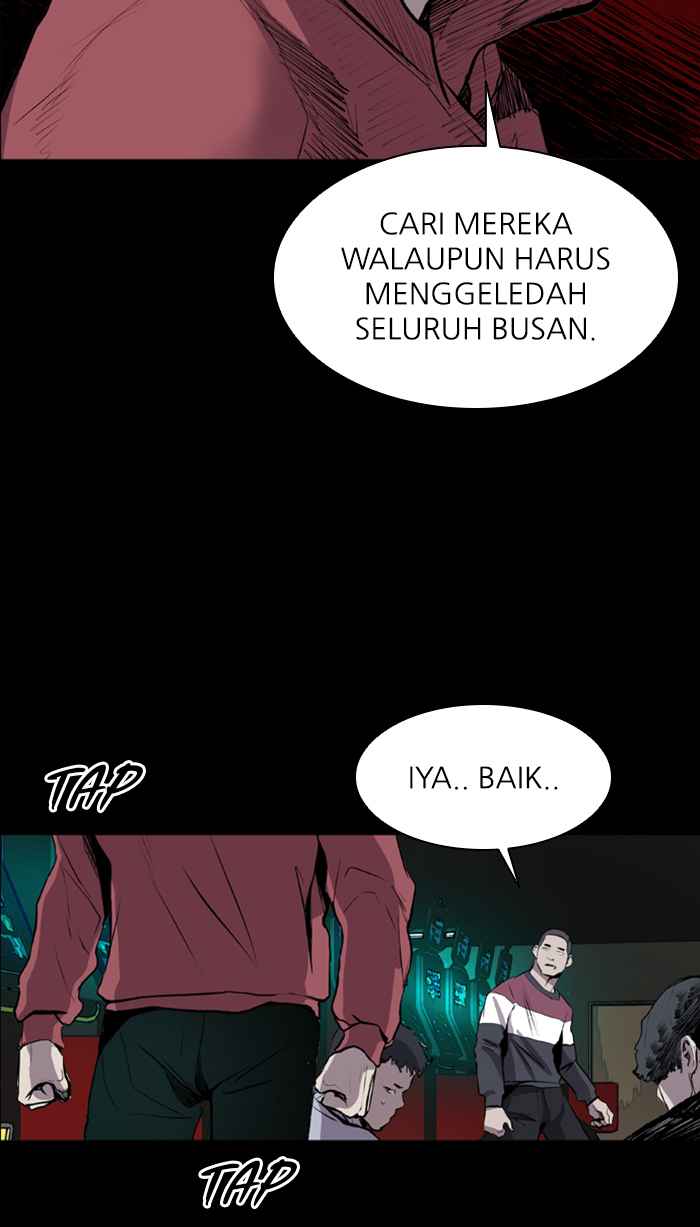 CARI MEREKA
WALAUPUN HARUS
MENGGELEDAH
SELURUH BUSAN.
TAP
IYA.. BAIK..
TAP